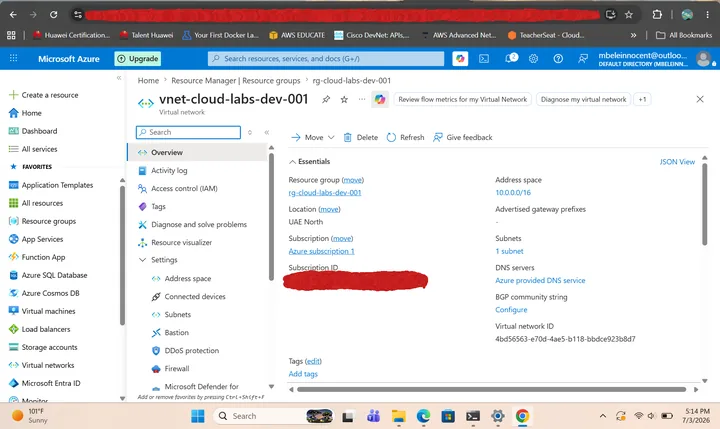 Huawei Certification...
Talent Huawei
Your First Docker La...
AWS EDUCATE
Cisco DevNet: APIs,...
AWS Advanced Net...
TeacherSeat - Cloud...
»
All Bookmarks
Microsoft Azure
Upgrade
Search resources, services, and docs (G+/)
2
mbeleinnocent@outloo...
DEFAULT DIRECTORY (MBELEINN...
«
Create a resource
Home
Dashboard
All services
FAVORITES
Application Templates
All resources
Resource groups
App Services
Function App
Azure SQL Database
Azure Cosmos DB
Virtual machines
Load balancers
Storage accounts
Virtual networks
Microsoft Entra ID
Monitor
Home > Resource Manager | Resource groups > rg-cloud-labs-dev-001
vnet-cloud-labs-dev-001
Virtual network
Review flow metrics for my Virtual Network
Diagnose my virtual network
+1
Search
«
Overview
Activity log
Access control (IAM)
Tags
Diagnose and solve problems
Resource visualizer
Settings
Address space
Connected devices
Subnets
Bastion
DDoS protection
Firewall
Microsoft Defender for
Add or remove favorites by pressing Ctrl+Shift+F
Move
Delete
Refresh
Give feedback
Essentials
JSON View
Resource group (move)
rg-cloud-labs-dev-001
Location (move)
UAE North
Subscription (move)
Azure subscription 1
Subscription ID
Address space
10.0.0.0/16
Advertised gateway prefixes
-
Subnets
1 subnet
DNS servers
Azure provided DNS service
BGP community string
Configure
Virtual network ID
4bd56563-e70d-4ae5-b118-bbdce923b8d7
Tags (edit)
Add tags
101°F
Sunny
Search
5:14 PM
7/3/2026